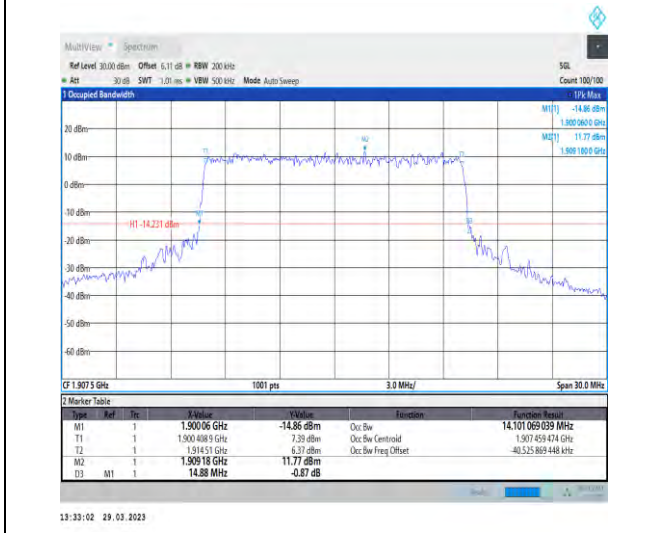 MultiView Spectrum
Ref Level 30.00 dBm Offset 6.11 dB RBW 200 kHz SGL
Att 30 dB SWT 1.01 ms VBW 500 kHz Mode Auto Sweep Count 100/100
1 Occupied Bandwidth 1Pk Max
M1[1] -14.86 dBm
1.900 060 0 GHz
M2[1] 11.77 dBm
1.909 180 0 GHz
20 dBm
M2
T1
10 dBm
0 dBm
-10 dBm
M1
H1 -14.231 dBm
-20 dBm
-30 dBm
-40 dBm
-50 dBm
-60 dBm
CF 1.907 5 GHz 1001 pts 3.0 MHz/ Span 30.0 MHz
2 Marker Table
Type Ref Trc X-Value Y-Value Function Function Result
M1 1 1.900 06 GHz -14.86 dBm Occ Bw 14.101 069 039 MHz
T1 1 1.900 408 9 GHz 7.39 dBm Occ Bw Centroid 1.907 459 474 GHz
T2 1 1.914 51 GHz 6.37 dBm Occ Bw Freq Offset -40.525 869 448 kHz
M2 1 1.909 18 GHz 11.77 dBm
D3 M1 1 14.88 MHz -0.87 dB
13:33:02 29.03.2023